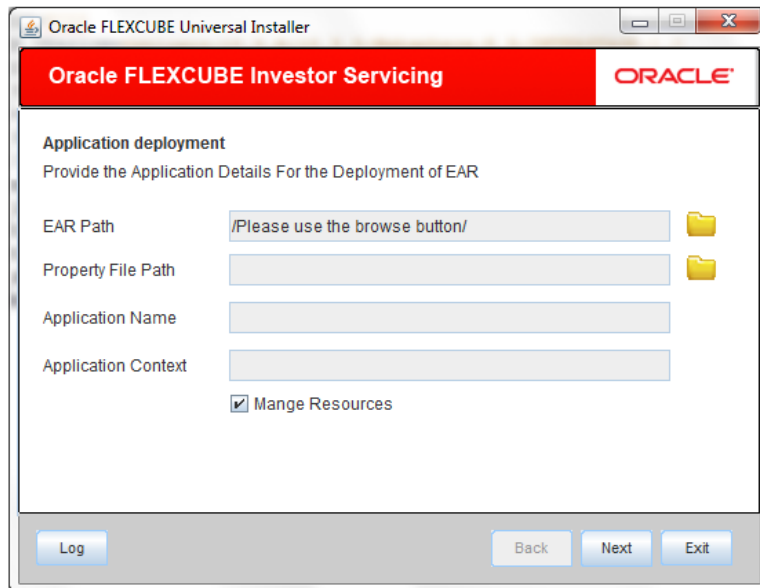 Oracle FLEXCUBE Universal Installer
Oracle FLEXCUBE Investor Servicing
ORACLE
Application deployment
Provide the Application Details For the Deployment of EAR
EAR Path /Please use the browse button/
Property File Path
Application Name
Application Context
Mange Resources
Log Back Next Exit